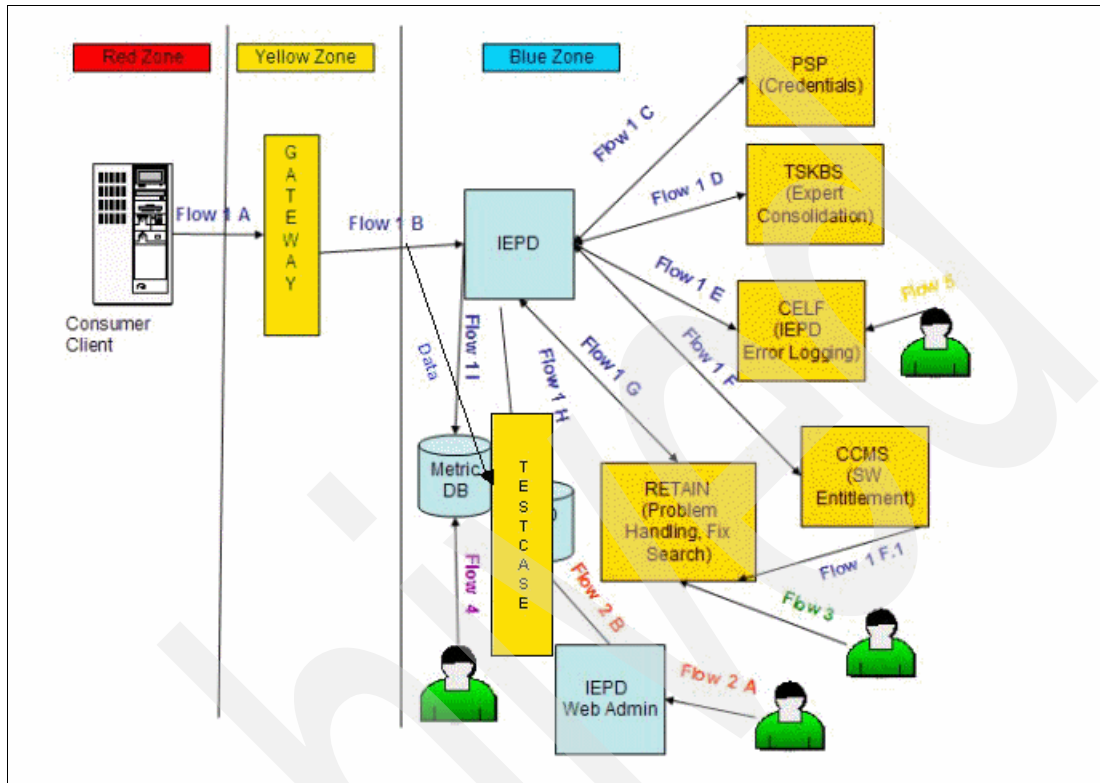 Red Zone
Yellow Zone
Blue Zone
PSP
(Credentials)
Flow 1 C
GATEWAY
TSKBS
(Expert
Consolidation)
Flow 1 D
Flow 1 A
Flow 1 B
IEPD
Flow 1 E
CELF
(IEPD
Error Logging)
Flow 5
Consumer
Client
Data
Flow 1 I
Flow 1 H
Flow 1 G
Flow 1 F
Metric
DB
TESTCASE
RETAIN
(Problem
Handling, Fix
Search)
CCMS
(SW
Entitlement)
Flow 1 F.1
Flow 4
Flow 2 B
Flow 3
IEPD
Web Admin
Flow 2 A